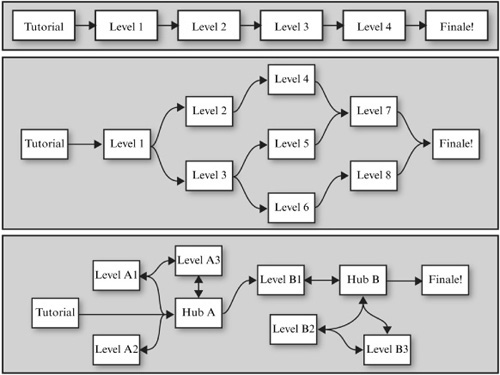 Tutorial
Level 1
Level 2
Level 3
Level 4
Finale!
Level 4
Level 2
Level 7
Tutorial
Level 1
Level 5
Finale!
Level 3
Level 8
Level 6
Level A3
Level A1
Level B1
Hub B
Finale!
Tutorial
Hub A
Level B2
Level A2
Level B3